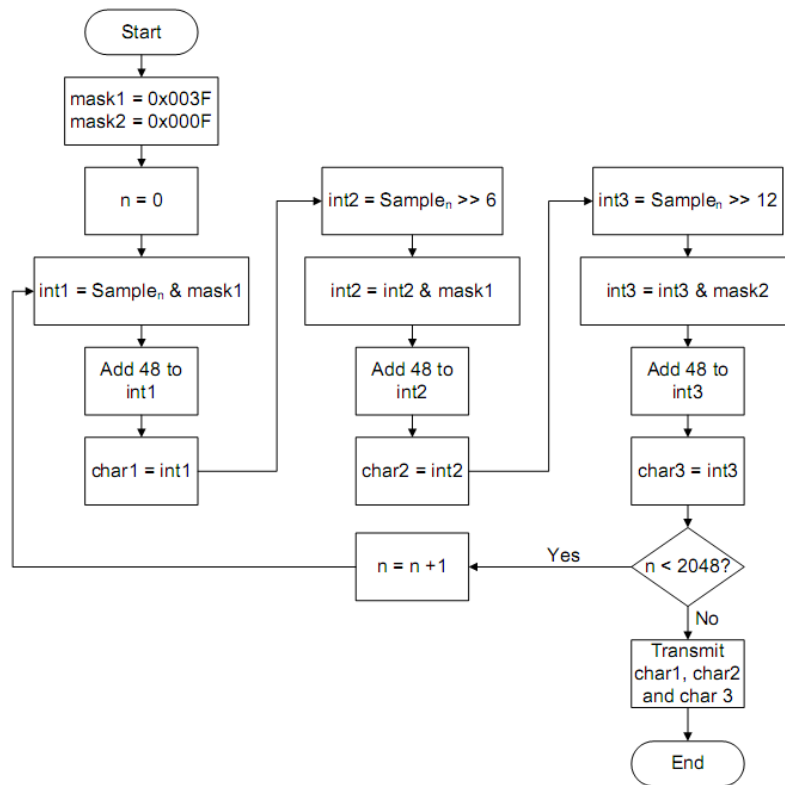 Start
mask1 = 0x003F
mask2 = 0x000F
n = 0
int1 = Sampleₙ & mask1
Add 48 to
int1
char1 = int1
int2 = Sampleₙ >> 6
int2 = int2 & mask1
Add 48 to
int2
char2 = int2
int3 = Sampleₙ >> 12
int3 = int3 & mask2
Add 48 to
int3
char3 = int3
n < 2048?
Yes
n = n +1
No
Transmit
char1, char2
and char 3
End